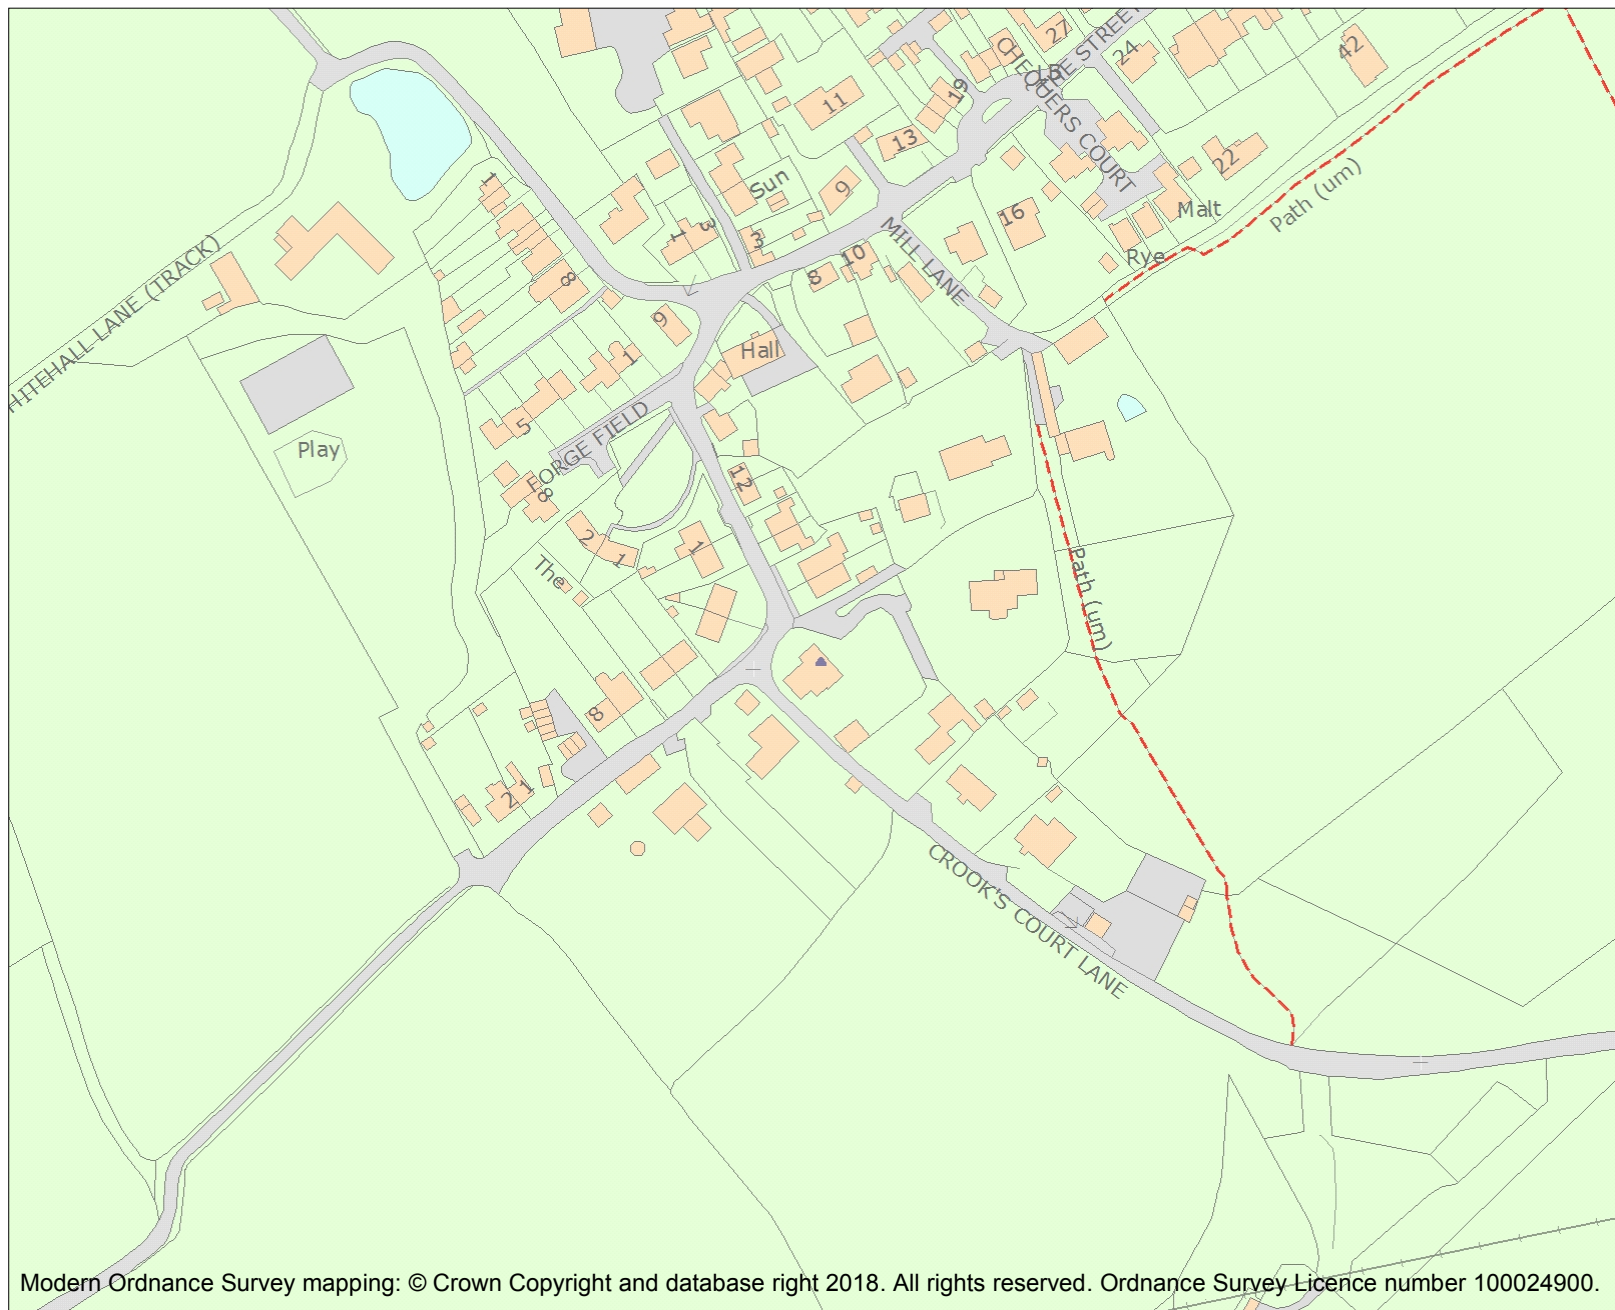 27
CHEQUERS COURT
LB
THE STREET
24
42
11
19
13
22
Path (um)
1
Sun
9
16
Malt
HITEHALL LANE (TRACK)
1
3
3
MILL LANE
Rye
8
8
10
9
1
Hall
5
FORGE FIELD
Play
8
12
2
1
1
The
Path (um)
8
2
1
CROOK'S COURT LANE
Modern Ordnance Survey mapping: © Crown Copyright and database right 2018. All rights reserved. Ordnance Survey Licence number 100024900.